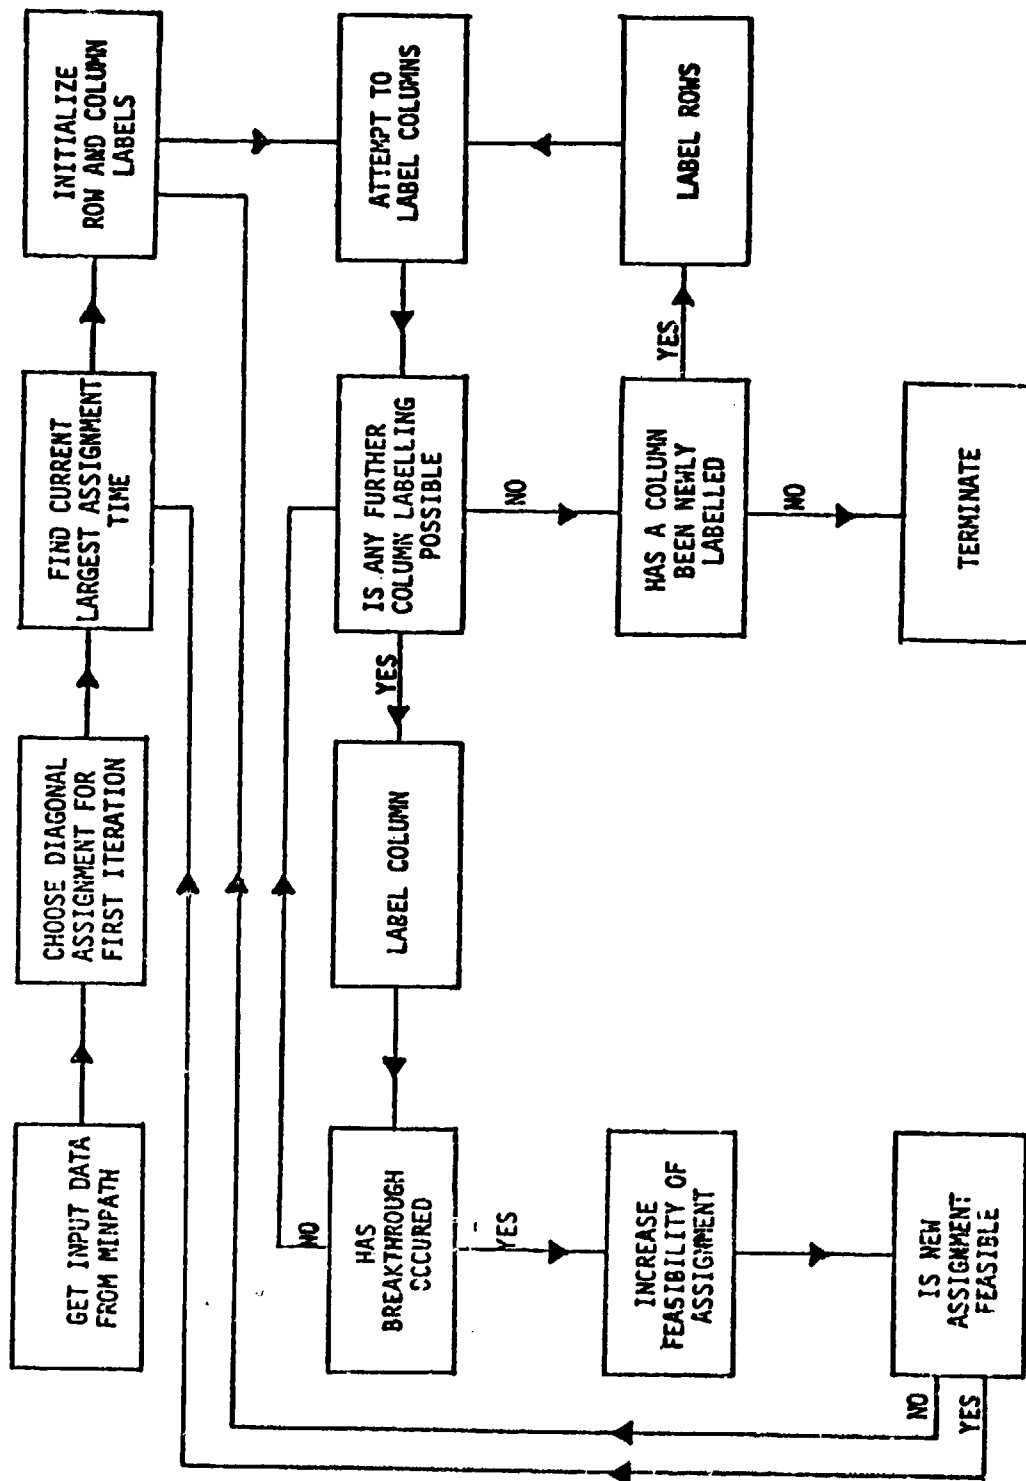 GET INPUT DATA
FROM MINPATH
CHOOSE DIAGONAL
ASSIGNMENT FOR
FIRST ITERATION
FIND CURRENT
LARGEST ASSIGNMENT
TIME
INITIALIZE
ROW AND COLUMN
LABELS
HAS
BREAKTHROUGH
OCCURED
NO
YES
LABEL COLUMN
YES
IS ANY FURTHER
COLUMN LABELLING
POSSIBLE
NO
ATTEMPT TO
LABEL COLUMNS
INCREASE
FEASIBILITY OF
ASSIGNMENT
HAS A COLUMN
BEEN NEWLY
LABELLED
YES
NO
LABEL ROWS
IS NEW
ASSIGNMENT
FEASIBLE
NO
YES
TERMINATE